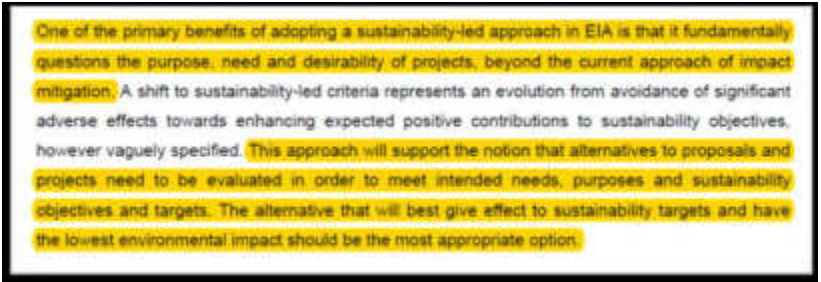 One of the primary benefits of adopting a sustainability-led approach in EIA is that it fundamentally
questions the purpose, need and desirability of projects, beyond the current approach of impact
mitigation. A shift to sustainability-led criteria represents an evolution from avoidance of significant
adverse effects towards enhancing expected positive contributions to sustainability objectives,
however vaguely specified. This approach will support the notion that alternatives to proposals and
projects need to be evaluated in order to meet intended needs, purposes and sustainability
objectives and targets. The alternative that will best give effect to sustainability targets and have
the lowest environmental impact should be the most appropriate option.